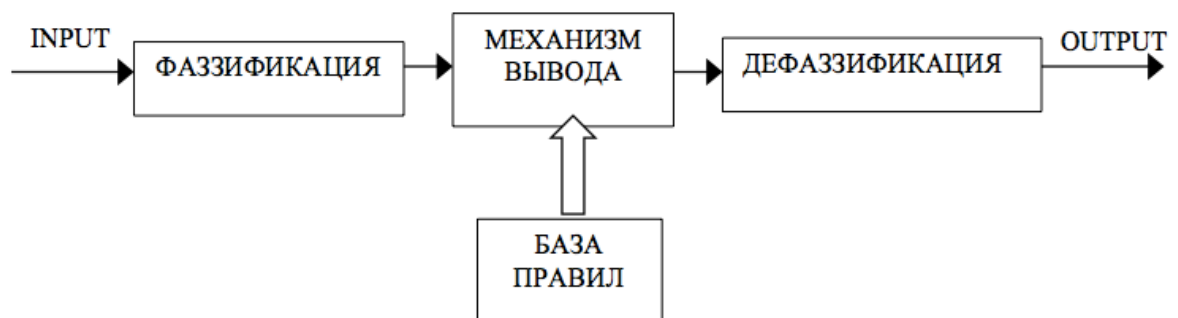 INPUT
ФАЗЗИФИКАЦИЯ
МЕХАНИЗМ
ВЫВОДА
ДЕФАЗЗИФИКАЦИЯ
OUTPUT
БАЗА
ПРАВИЛ